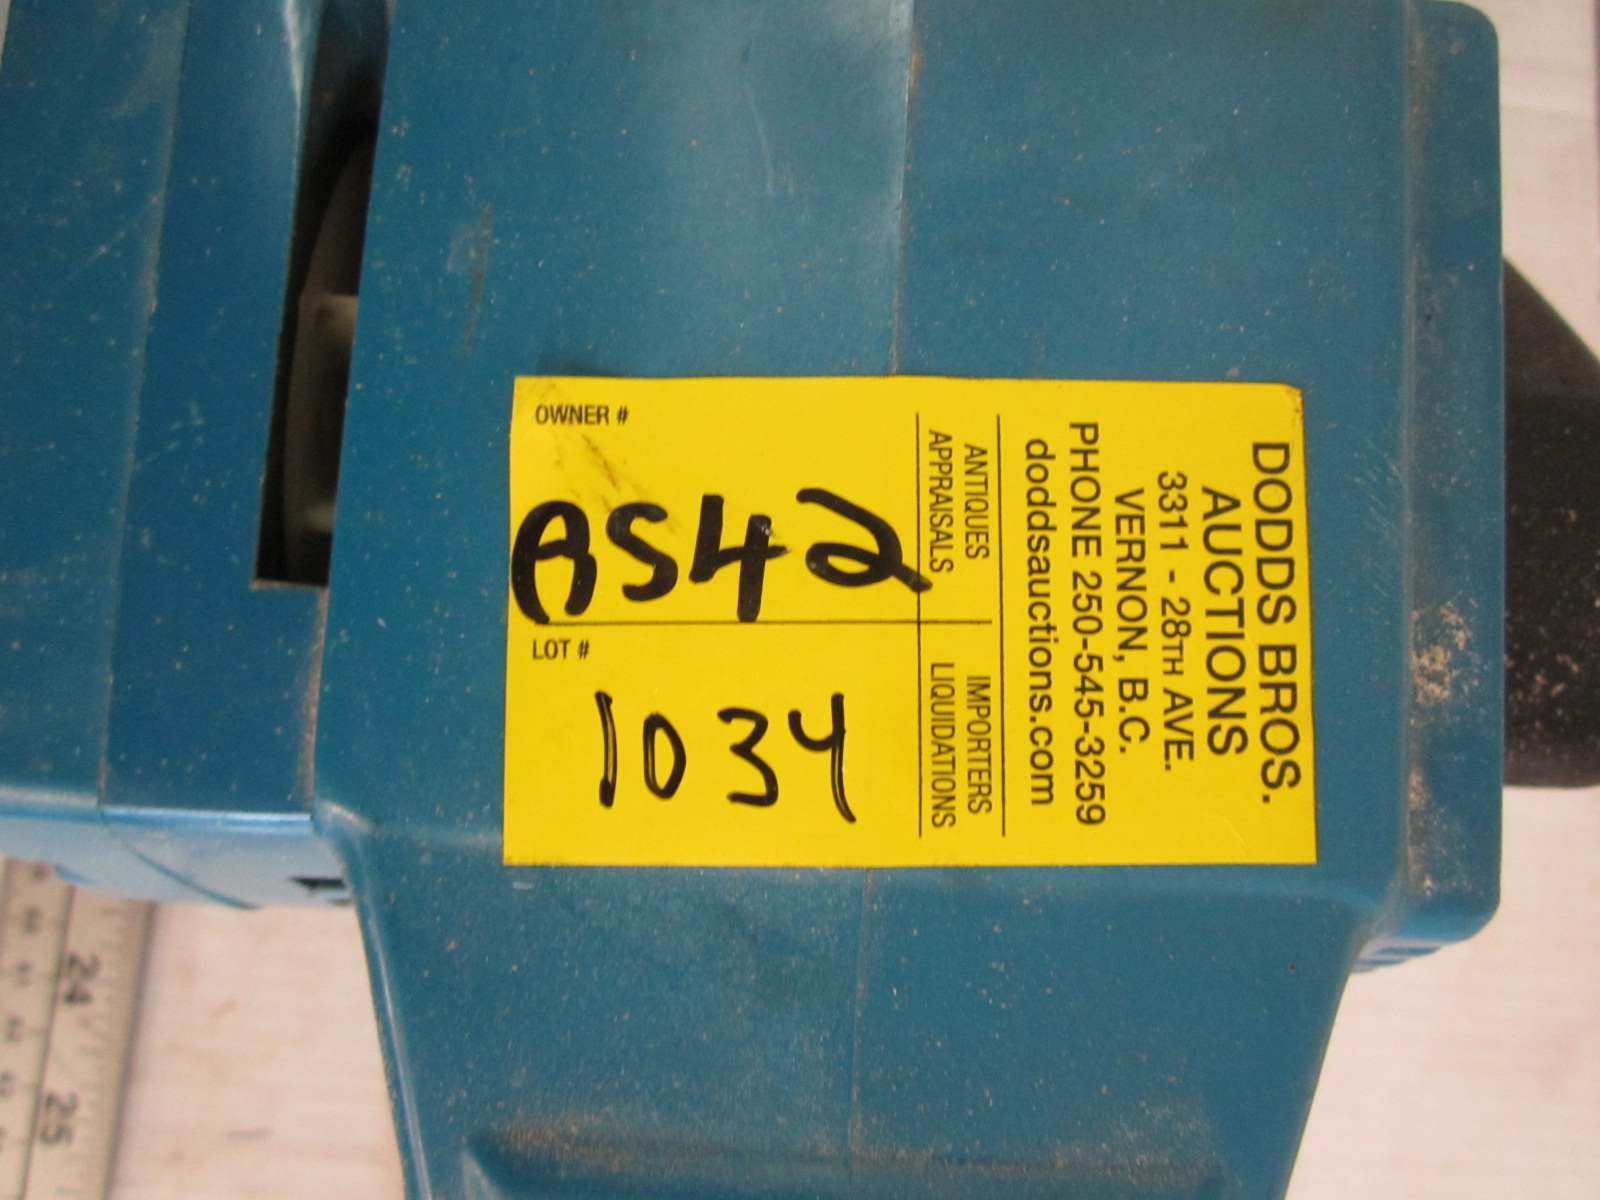 DODDS BROS.
AUCTIONS
3311 - 28TH AVE.
VERNON, B.C.
PHONE 250-545-3259
doddsauctions.com
ANTIQUES
APPRAISALS
IMPORTERS
LIQUIDATIONS
OWNER #
AS42
LOT #
1034
24
25